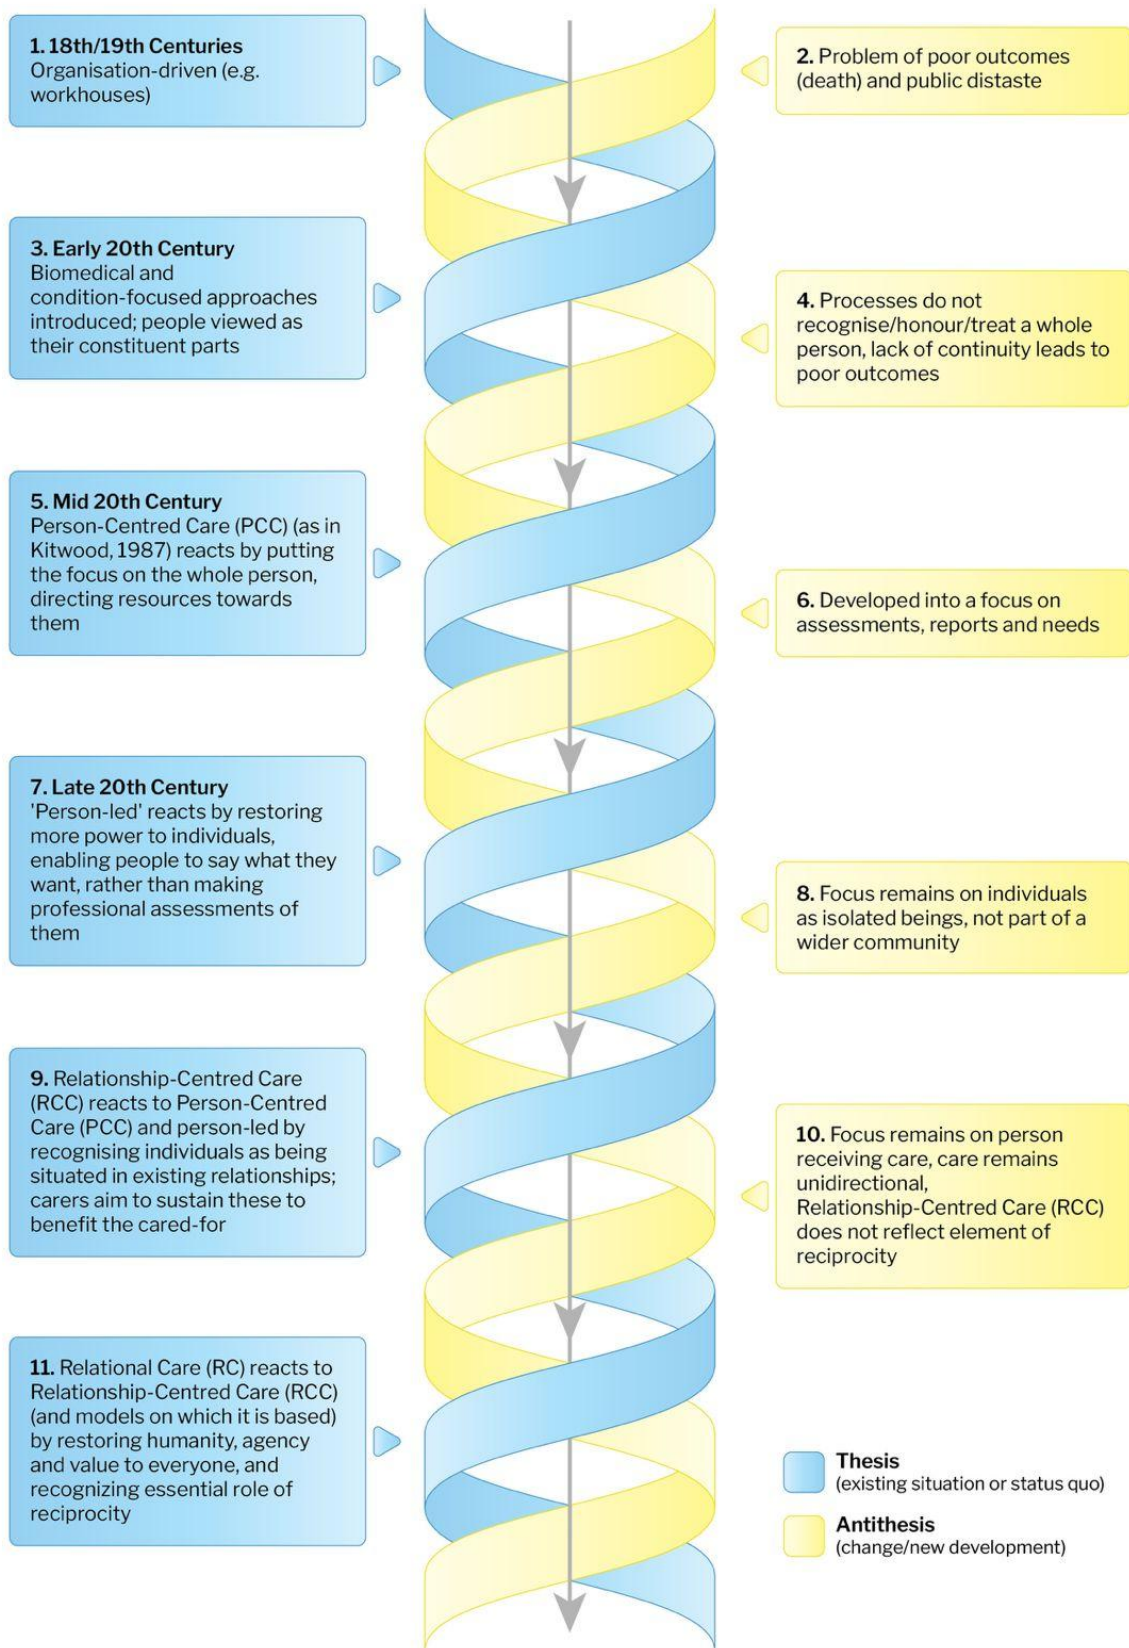 1. 18th/19th Centuries
Organisation-driven (e.g.
workhouses)
2. Problem of poor outcomes
(death) and public distaste
3. Early 20th Century
Biomedical and
condition-focused approaches
introduced; people viewed as
their constituent parts
4. Processes do not
recognise/honour/treat a whole
person, lack of continuity leads to
poor outcomes
5. Mid 20th Century
Person-Centred Care (PCC) (as in
Kitwood, 1987) reacts by putting
the focus on the whole person,
directing resources towards
them
6. Developed into a focus on
assessments, reports and needs
7. Late 20th Century
'Person-led' reacts by restoring
more power to individuals,
enabling people to say what they
want, rather than making
professional assessments of
them
8. Focus remains on individuals
as isolated beings, not part of a
wider community
9. Relationship-Centred Care
(RCC) reacts to Person-Centred
Care (PCC) and person-led by
recognising individuals as being
situated in existing relationships;
carers aim to sustain these to
benefit the cared-for
10. Focus remains on person
receiving care, care remains
unidirectional,
Relationship-Centred Care (RCC)
does not reflect element of
reciprocity
11. Relational Care (RC) reacts to
Relationship-Centred Care (RCC)
(and models on which it is based)
by restoring humanity, agency
and value to everyone, and
recognizing essential role of
reciprocity
Thesis
(existing situation or status quo)
Antithesis
(change/new development)